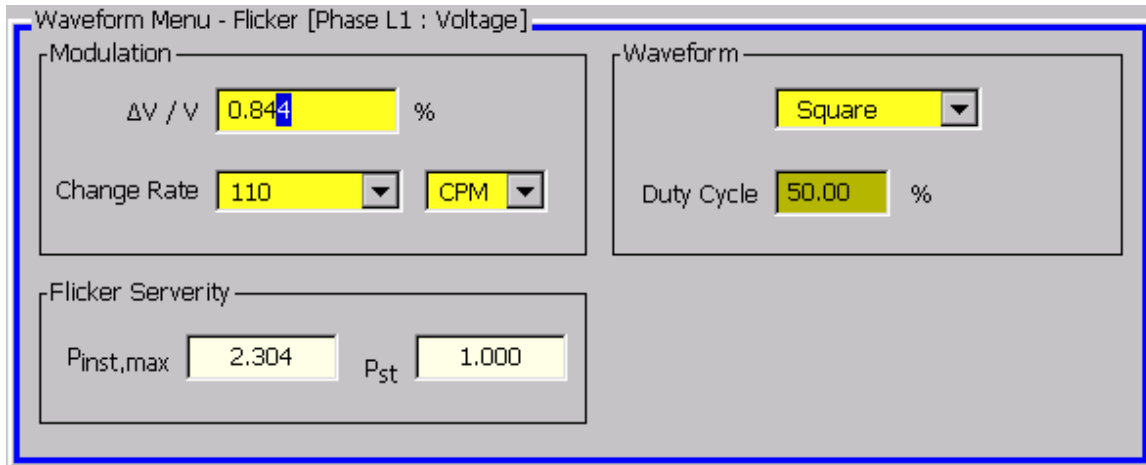 Waveform Menu - Flicker [Phase L1 : Voltage]
Modulation
ΔV / V 0.844 %
Change Rate 110 CPM
Waveform
Square
Duty Cycle 50.00 %
Flicker Serverity
Pinst,max 2.304 Pst 1.000